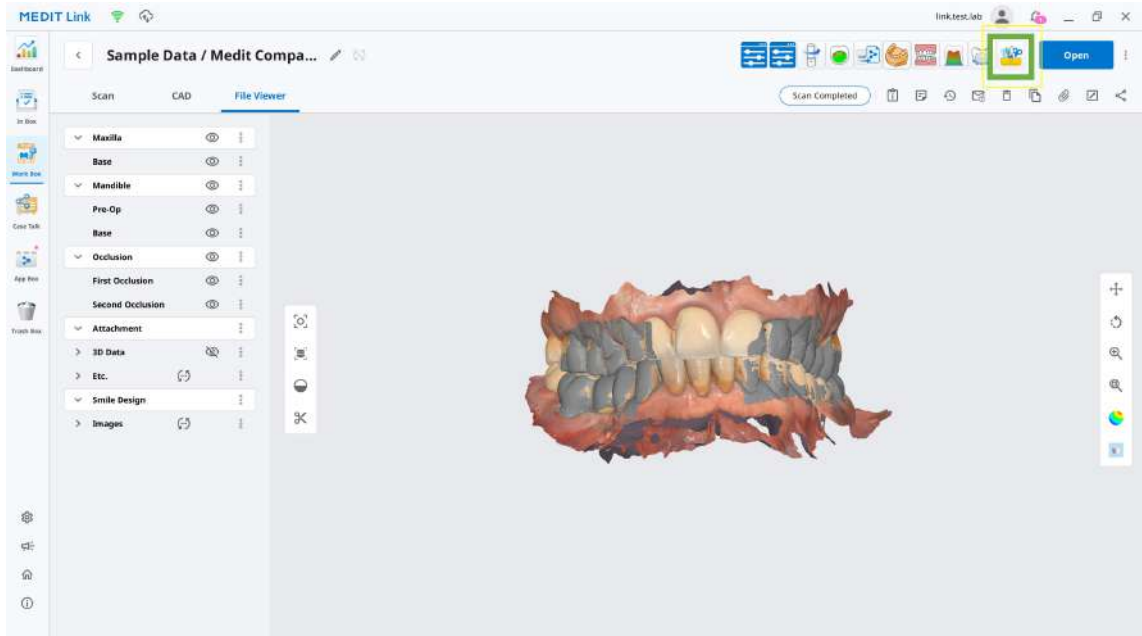 MEDIT Link
link.test.lab
Dashboard
Sample Data / Medit Compa...
Open
In Box
Scan CAD File Viewer
Scan Completed
Maxilla
Base
Work Box
Mandible
Pre-Op
Base
Case Talk
Occlusion
First Occlusion
App Box
Second Occlusion
Attachment
Trash Box
3D Data
Etc.
Smile Design
Images